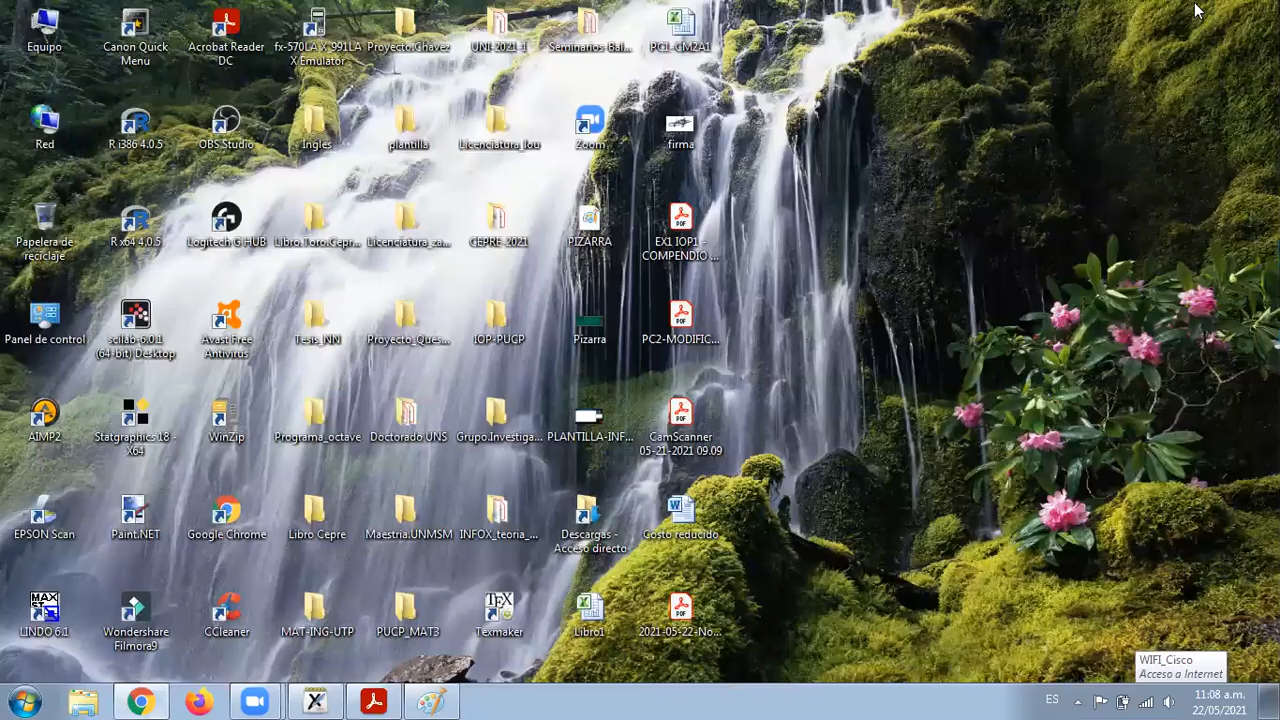 Equipo
Canon Quick
Menu
Acrobat Reader
DC
fx-570LA X_991LA
X Emulator
Proyecto.Chavez
UNI-2021-1
Seminarios-Bal...
PC1-CM2A1
Red
R i386 4.0.5
OBS Studio
Ingles
plantilla
Licenciatura_lou
Zoom
firma
Papelera de
reciclaje
R x64 4.0.5
Logitech G HUB
Libro.Toro.Cepr...
Licenciatura_za...
CEPRE-2021
PIZARRA
EX1 IOP1 -
COMPENDIO ...
Panel de control
scilab-6.0.1
(64-bit) Desktop
Avast Free
Antivirus
Tesis_NN
Proyecto_Ques...
IOP-PUCP
Pizarra
PC2-MODIFIC...
AIMP2
Statgraphics 18 -
X64
WinZip
Programa_octave
Doctorado UNS
Grupo.Investiga...
PLANTILLA-INF...
CamScanner
05-21-2021 09.09
EPSON Scan
Paint.NET
Google Chrome
Libro Cepre
Maestria.UNMSM
INFOX_teoria_...
Descargas -
Acceso directo
Costo reducido
LINDO 6.1
Wondershare
Filmora9
CCleaner
MAT-ING-UTP
PUCP_MAT3
Texmaker
Libro1
2021-05-22-No...
WIFI_Cisco
Acceso a Internet
ES
11:08 a.m.
22/05/2021